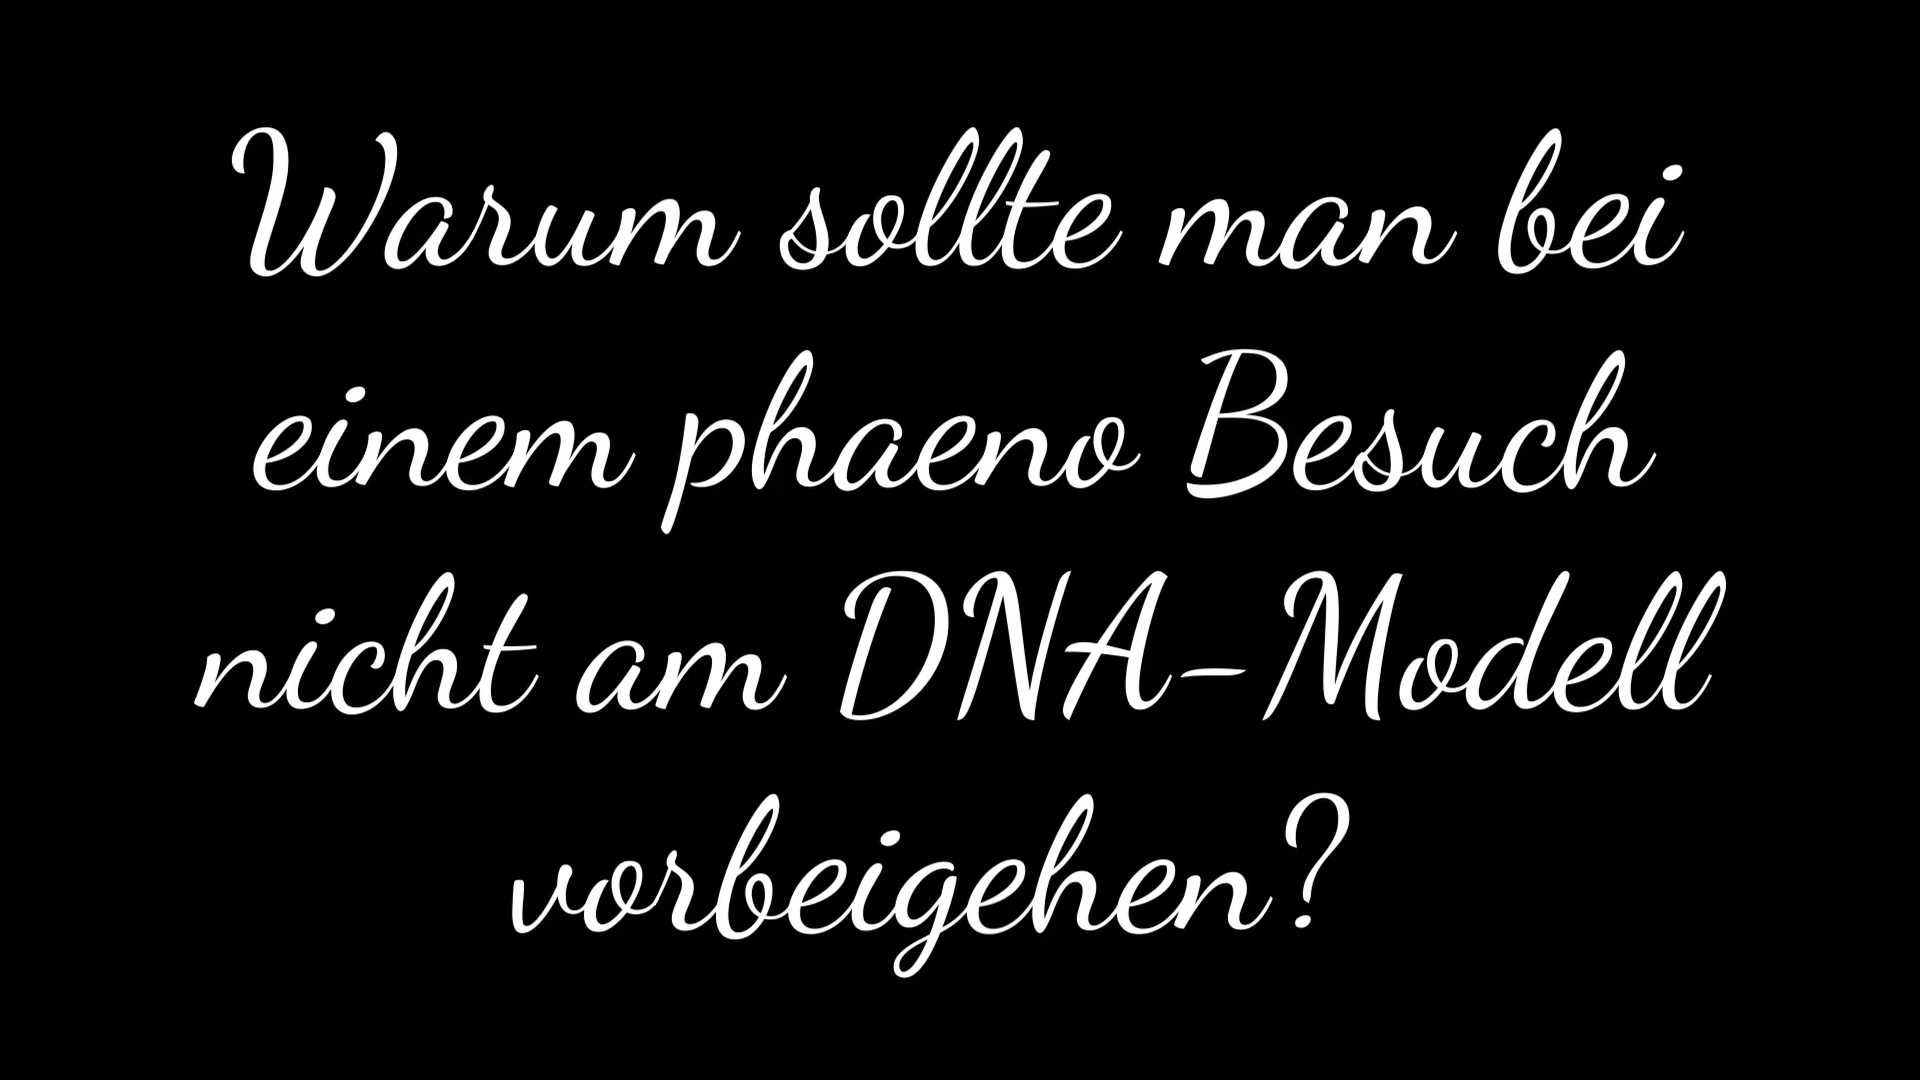 Warum sollte man bei
einem phaeno Besuch
nicht am DNA-Modell
vorbeigehen?